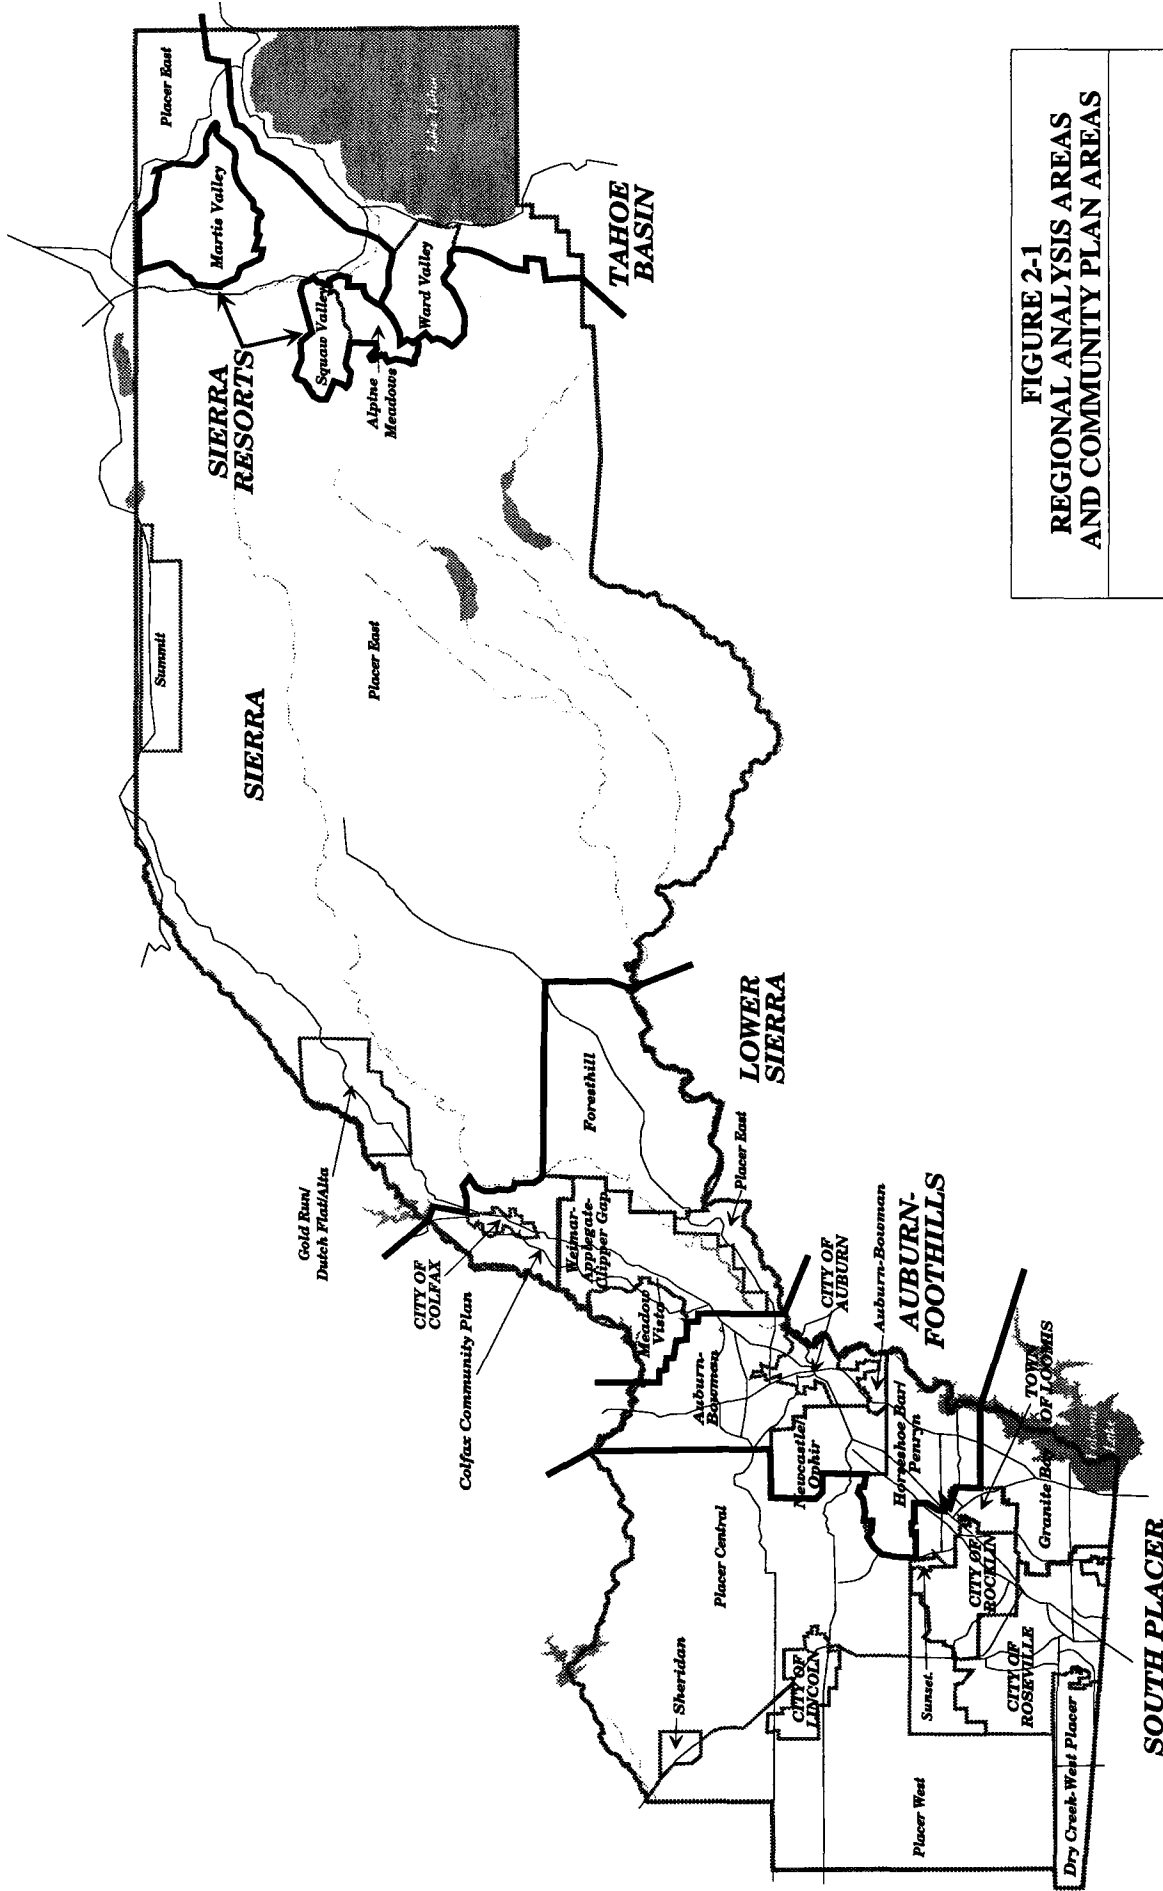 Placer East
Martis Valley
Lake Tahoe
TAHOE
BASIN
Squaw Valley
Ward Valley
SIERRA
RESORTS
Alpine
Meadows
Summit
SIERRA
Placer East
Gold Run/
Dutch Flat/Alta
CITY OF
COLFAX
Colfax Community Plan
Foresthill
LOWER
SIERRA
Weimar-
Applegate-
Clipper Gap
Meadow
Vista
Placer East
Auburn-
Bowman
CITY OF
AUBURN
Auburn-Bowman
AUBURN-
FOOTHILLS
Newcastle/
Ophir
Horseshoe Bar/
Penryn
TOWN
OF LOOMIS
Granite Bay
Placer Central
Sheridan
CITY OF
LINCOLN
Sunset
CITY OF
ROCKLIN
CITY OF
ROSEVILLE
Placer West
Dry Creek-West Placer
SOUTH PLACER
FIGURE 2-1
REGIONAL ANALYSIS AREAS
AND COMMUNITY PLAN AREAS